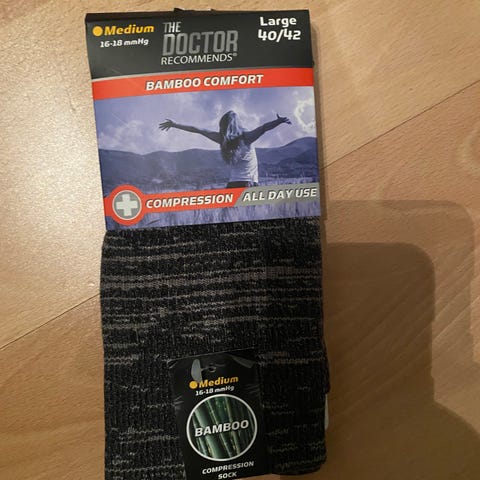 Medium
16-18 mmHg
THE
DOCTOR
RECOMMENDS®
Large
40/42
BAMBOO COMFORT
COMPRESSION
ALL DAY USE
Medium
16-18 mmHg
BAMBOO
COMPRESSION
SOCK